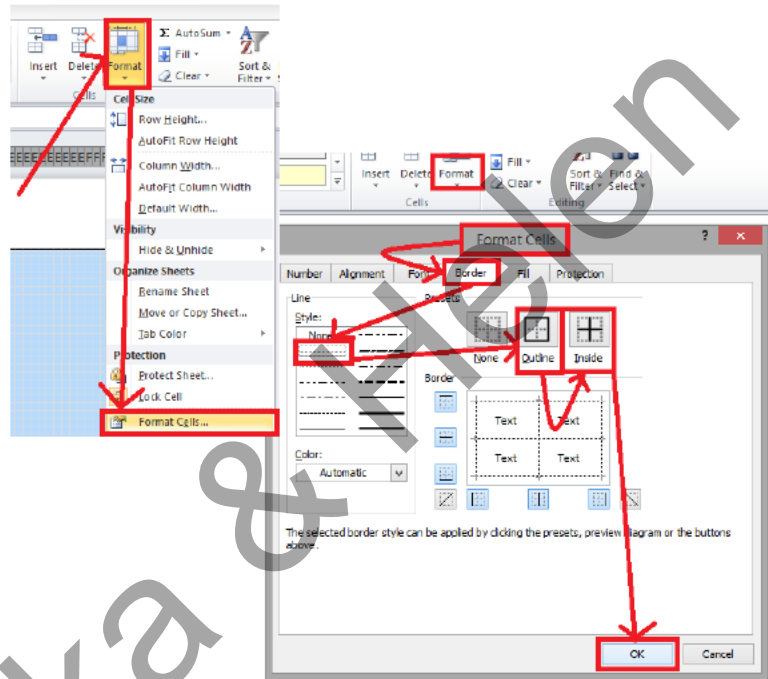 Insert Delete Format
Σ AutoSum
Fill
Clear
Sort &
Filter
Cells
Cell Size
Row Height...
AutoFit Row Height
Column Width...
AutoFit Column Width
Default Width...
Visibility
Hide & Unhide
Organize Sheets
Rename Sheet
Move or Copy Sheet...
Tab Color
Protection
Protect Sheet...
Lock Cell
Format Cells...
Insert Delete Format
Fill
Clear
Sort & Find &
Filter Select
Cells
Editing
Format Cells
? ×
Number Alignment Font Border Fill Protection
Line
Style:
None
Presets
None Outline Inside
Border
Text Text
Text Text
Color:
Automatic
The selected border style can be applied by clicking the presets, preview diagram or the buttons
above.
OK Cancel
& Helen